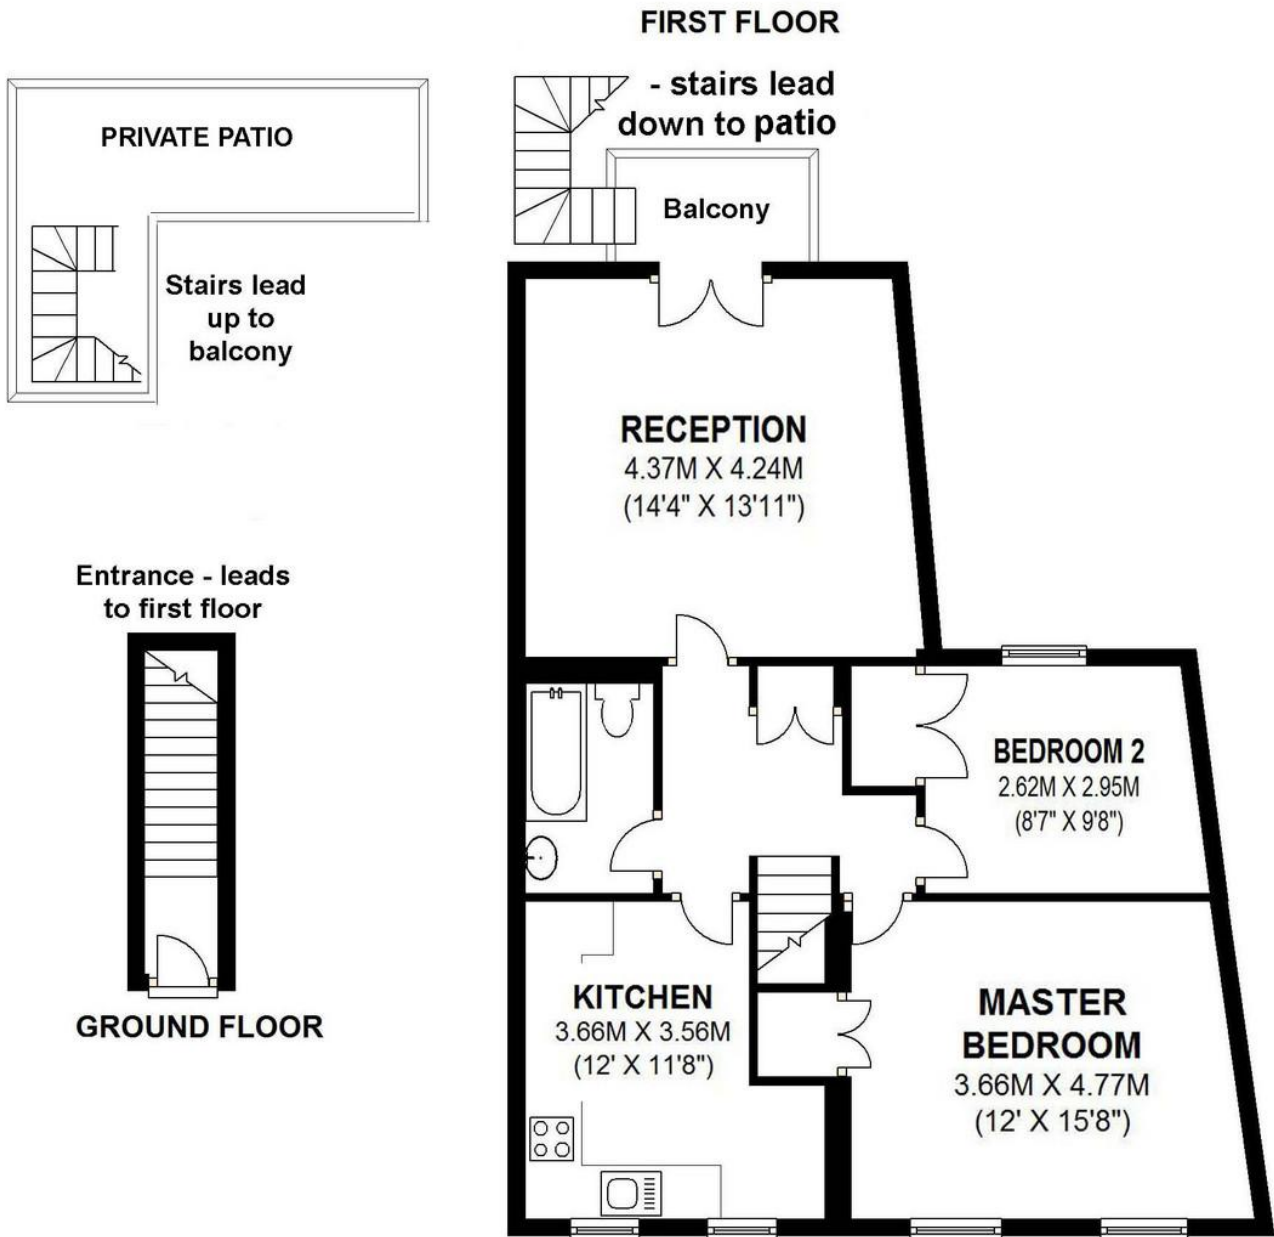 FIRST FLOOR
- stairs lead
down to patio
PRIVATE PATIO
Balcony
Stairs lead
up to
balcony
RECEPTION
4.37M X 4.24M
(14'4" X 13'11")
Entrance - leads
to first floor
BEDROOM 2
2.62M X 2.95M
(8'7" X 9'8")
KITCHEN
3.66M X 3.56M
(12' X 11'8")
MASTER
BEDROOM
3.66M X 4.77M
(12' X 15'8")
GROUND FLOOR